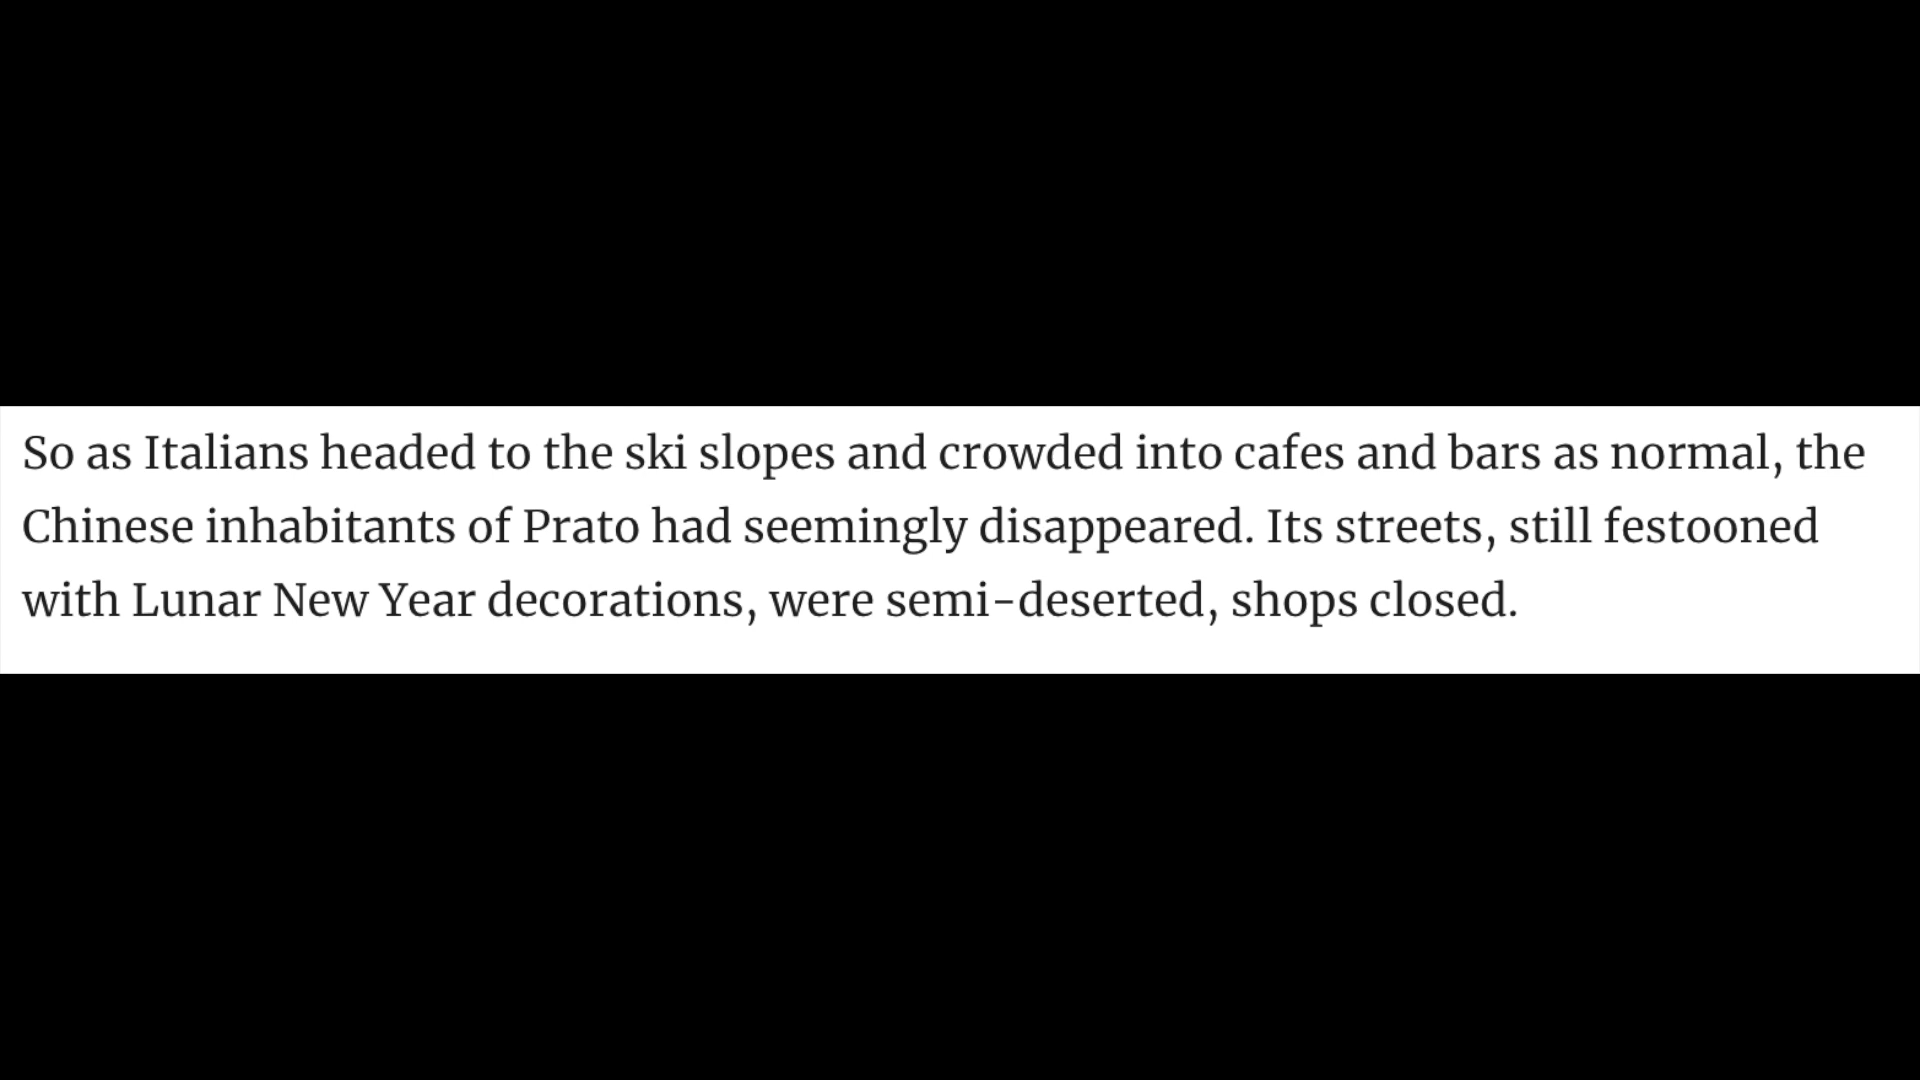 So as Italians headed to the ski slopes and crowded into cafes and bars as normal, the
Chinese inhabitants of Prato had seemingly disappeared. Its streets, still festooned
with Lunar New Year decorations, were semi-deserted, shops closed.